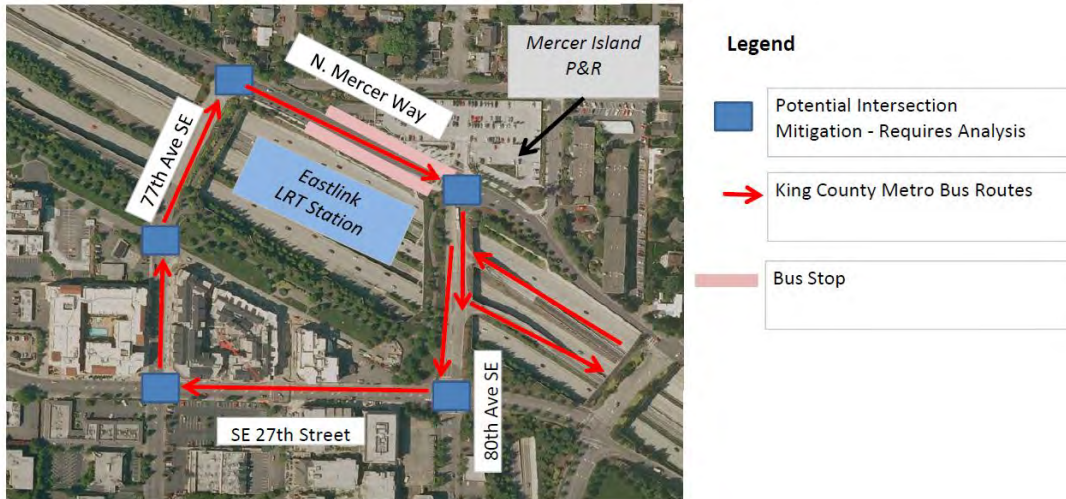 Mercer Island
P&R
N. Mercer Way
77th Ave SE
Eastlink
LRT Station
80th Ave SE
SE 27th Street
Legend
Potential Intersection
Mitigation - Requires Analysis
King County Metro Bus Routes
Bus Stop